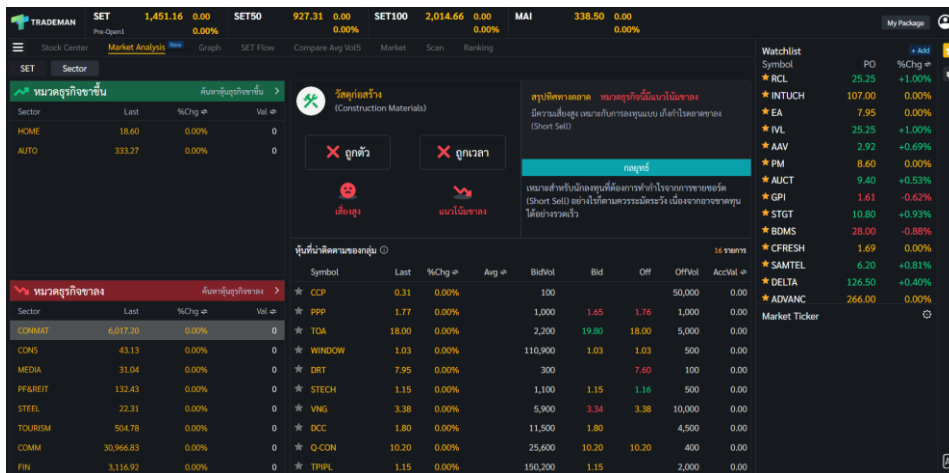 TRADEMAN
SET 1,451.16 0.00
Pre-Open1 0.00%
SET50 927.31 0.00
0.00%
SET100 2,014.66 0.00
0.00%
MAI 338.50 0.00
0.00%
My Package
Stock Center Market Analysis New Graph SET Flow Compare Avg Vol5 Market Scan Ranking
SET Sector
หมวดธุรกิจขาขึ้น ค้นหาหุ้นธุรกิจขาขึ้น
Sector Last %Chg Val
HOME 18.60 0.00% 0
AUTO 333.27 0.00% 0
หมวดธุรกิจขาลง ค้นหาหุ้นธุรกิจขาลง
Sector Last %Chg Val
CONMAT 6,017.20 0.00% 0
CONS 43.13 0.00% 0
MEDIA 31.04 0.00% 0
PF&REIT 132.43 0.00% 0
STEEL 22.31 0.00% 0
TOURISM 504.78 0.00% 0
COMM 30,966.83 0.00% 0
FIN 3,116.92 0.00% 0
วัสดุก่อสร้าง
(Construction Materials)
ถูกตัว ถูกเวลา
เสี่ยงสูง แนวโน้มขาลง
สรุปทิศทางตลาด หมวดธุรกิจนี้มีแนวโน้มขาลง
มีความเสี่ยงสูง เหมาะกับการลงทุนแบบ เก็งกำไรตลาดขาลง
(Short Sell)
กลยุทธ์
เหมาะสำหรับนักลงทุนที่ต้องการทำกำไรจากการขายชอร์ต
(Short Sell) อย่างไรก็ตามควรระมัดระวัง เนื่องจากอาจขาดทุน
ได้อย่างรวดเร็ว
หุ้นที่น่าติดตามของกลุ่ม 16 รายการ
Symbol Last %Chg Avg BidVol Bid Off OffVol AccVal
CCP 0.31 0.00% 100 50,000 0.00
PPP 1.77 0.00% 1,000 1.65 1.76 1,000 0.00
TOA 18.00 0.00% 2,200 19.80 18.00 5,000 0.00
WINDOW 1.03 0.00% 110,900 1.03 1.03 500 0.00
DRT 7.95 0.00% 300 7.60 100 0.00
STECH 1.15 0.00% 1,100 1.15 1.16 500 0.00
VNG 3.38 0.00% 5,900 3.34 3.38 10,000 0.00
DCC 1.80 0.00% 11,500 1.80 4,500 0.00
Q-CON 10.20 0.00% 25,600 10.20 10.20 400 0.00
TPIPL 1.15 0.00% 150,200 1.15 2,000 0.00
Watchlist + Add
Symbol PO %Chg
RCL 25.25 +1.00%
INTUCH 107.00 0.00%
EA 7.95 0.00%
IVL 25.25 +1.00%
AAV 2.92 +0.69%
PM 8.60 0.00%
AUCT 9.40 +0.53%
GPI 1.61 -0.62%
STGT 10.80 +0.93%
BDMS 28.00 -0.88%
CFRESH 1.69 0.00%
SAMTEL 6.20 +0.81%
DELTA 126.50 +0.40%
ADVANC 266.00 0.00%
Market Ticker